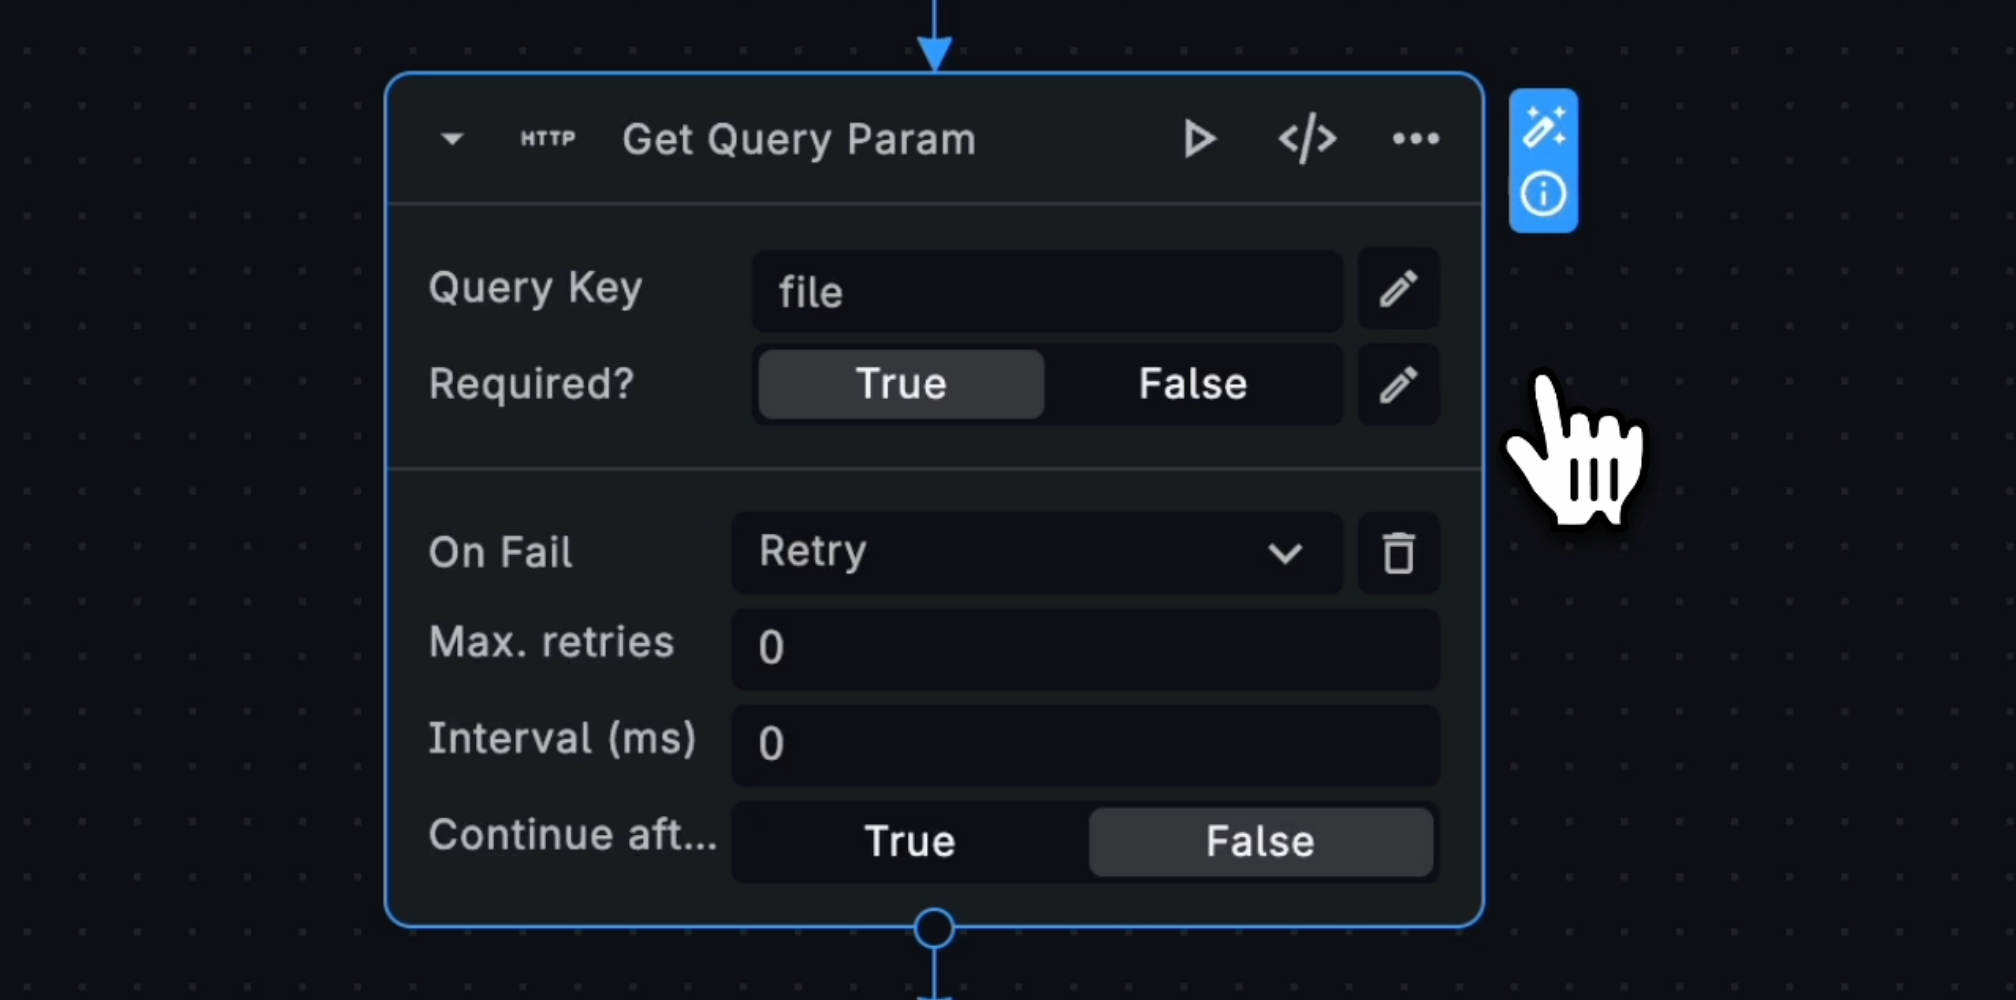 HTTP Get Query Param
Query Key file
Required? True False
On Fail Retry
Max. retries 0
Interval (ms) 0
Continue aft... True False